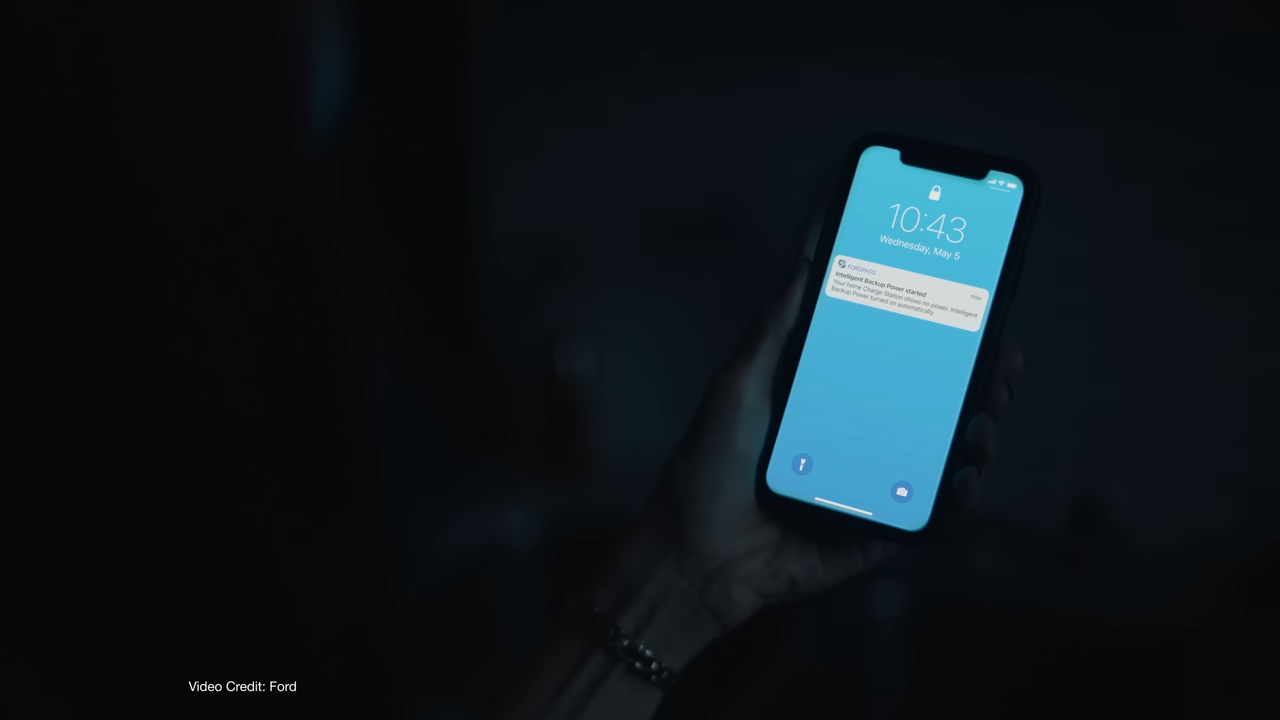 10:43
Wednesday, May 5
FORDPASS
now
Intelligent Backup Power started
Your home Charge Station shows no power. Intelligent
Backup Power turned on automatically.
Video Credit: Ford